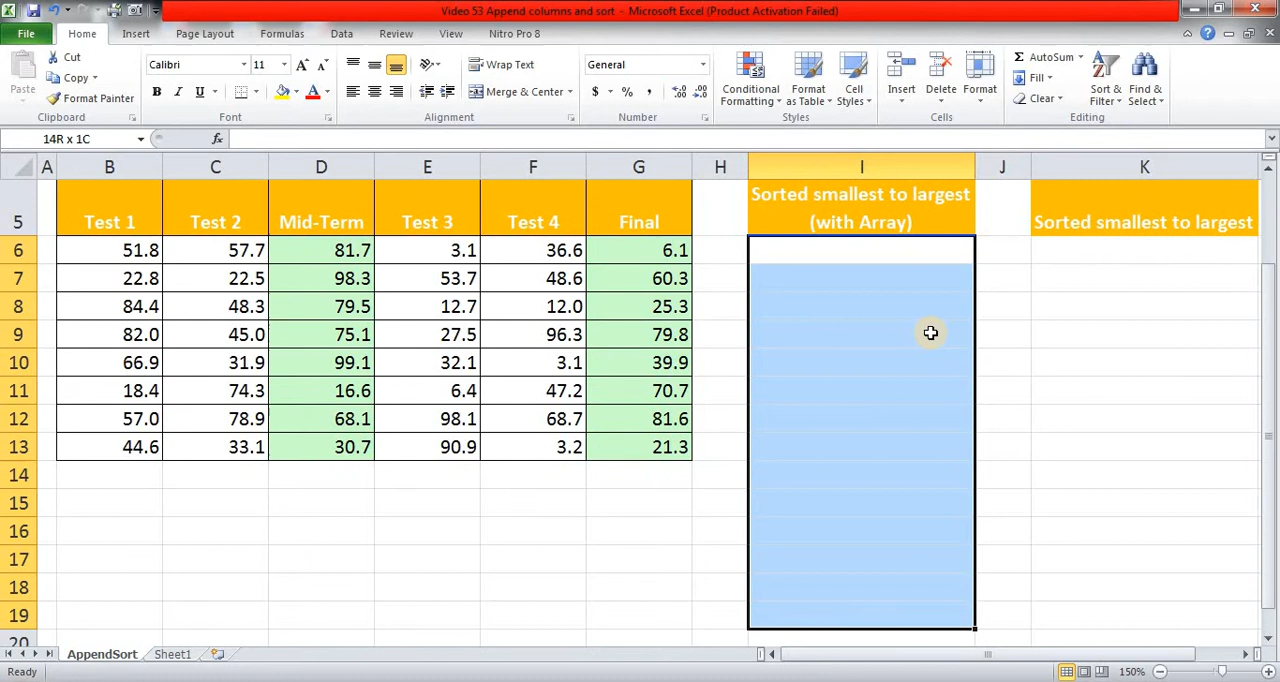 Video 53 Append columns and sort - Microsoft Excel (Product Activation Failed)
File Home Insert Page Layout Formulas Data Review View Nitro Pro 8
Paste Cut Copy Format Painter Clipboard
Calibri 11 A A B I U A Font
Wrap Text Merge & Center Alignment
General $ % , .0 .00 .00 .0 Number
Conditional Formatting Format as Table Cell Styles Styles
Insert Delete Format Cells
Σ AutoSum Fill Clear Sort & Filter Find & Select Editing
14R x 1C fx
A B C D E F G H I J K
5 Test 1 Test 2 Mid-Term Test 3 Test 4 Final Sorted smallest to largest (with Array) Sorted smallest to largest
6 51.8 57.7 81.7 3.1 36.6 6.1
7 22.8 22.5 98.3 53.7 48.6 60.3
8 84.4 48.3 79.5 12.7 12.0 25.3
9 82.0 45.0 75.1 27.5 96.3 79.8
10 66.9 31.9 99.1 32.1 3.1 39.9
11 18.4 74.3 16.6 6.4 47.2 70.7
12 57.0 78.9 68.1 98.1 68.7 81.6
13 44.6 33.1 30.7 90.9 3.2 21.3
14
15
16
17
18
19
20
AppendSort Sheet1
Ready 150%